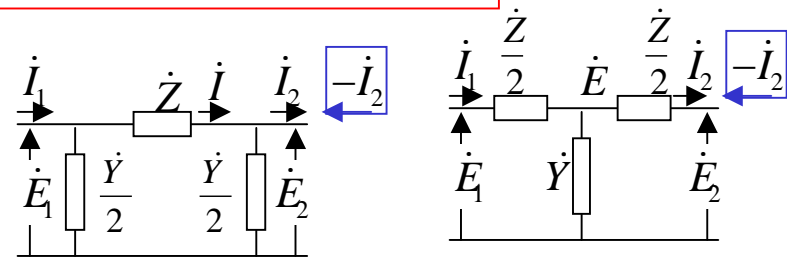 İ₁ Ż İ İ₂ −İ₂
Ė₁ Ẏ/2 Ẏ/2 Ė₂
Ż/2 Ż/2
İ₁ Ė İ₂ −İ₂
Ė₁ Ẏ Ė₂